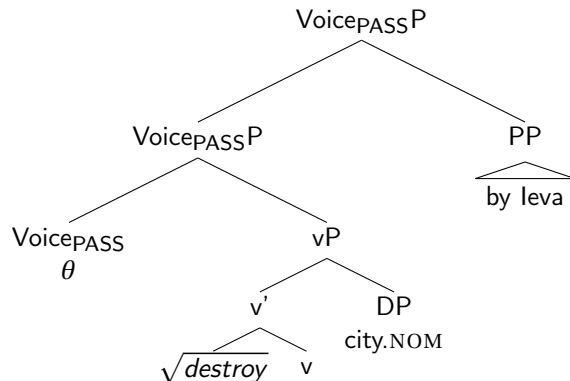 Voice_PASS P
Voice_PASS P PP
by Ieva
Voice_PASS vP
θ
v' DP
city.NOM
√destroy v